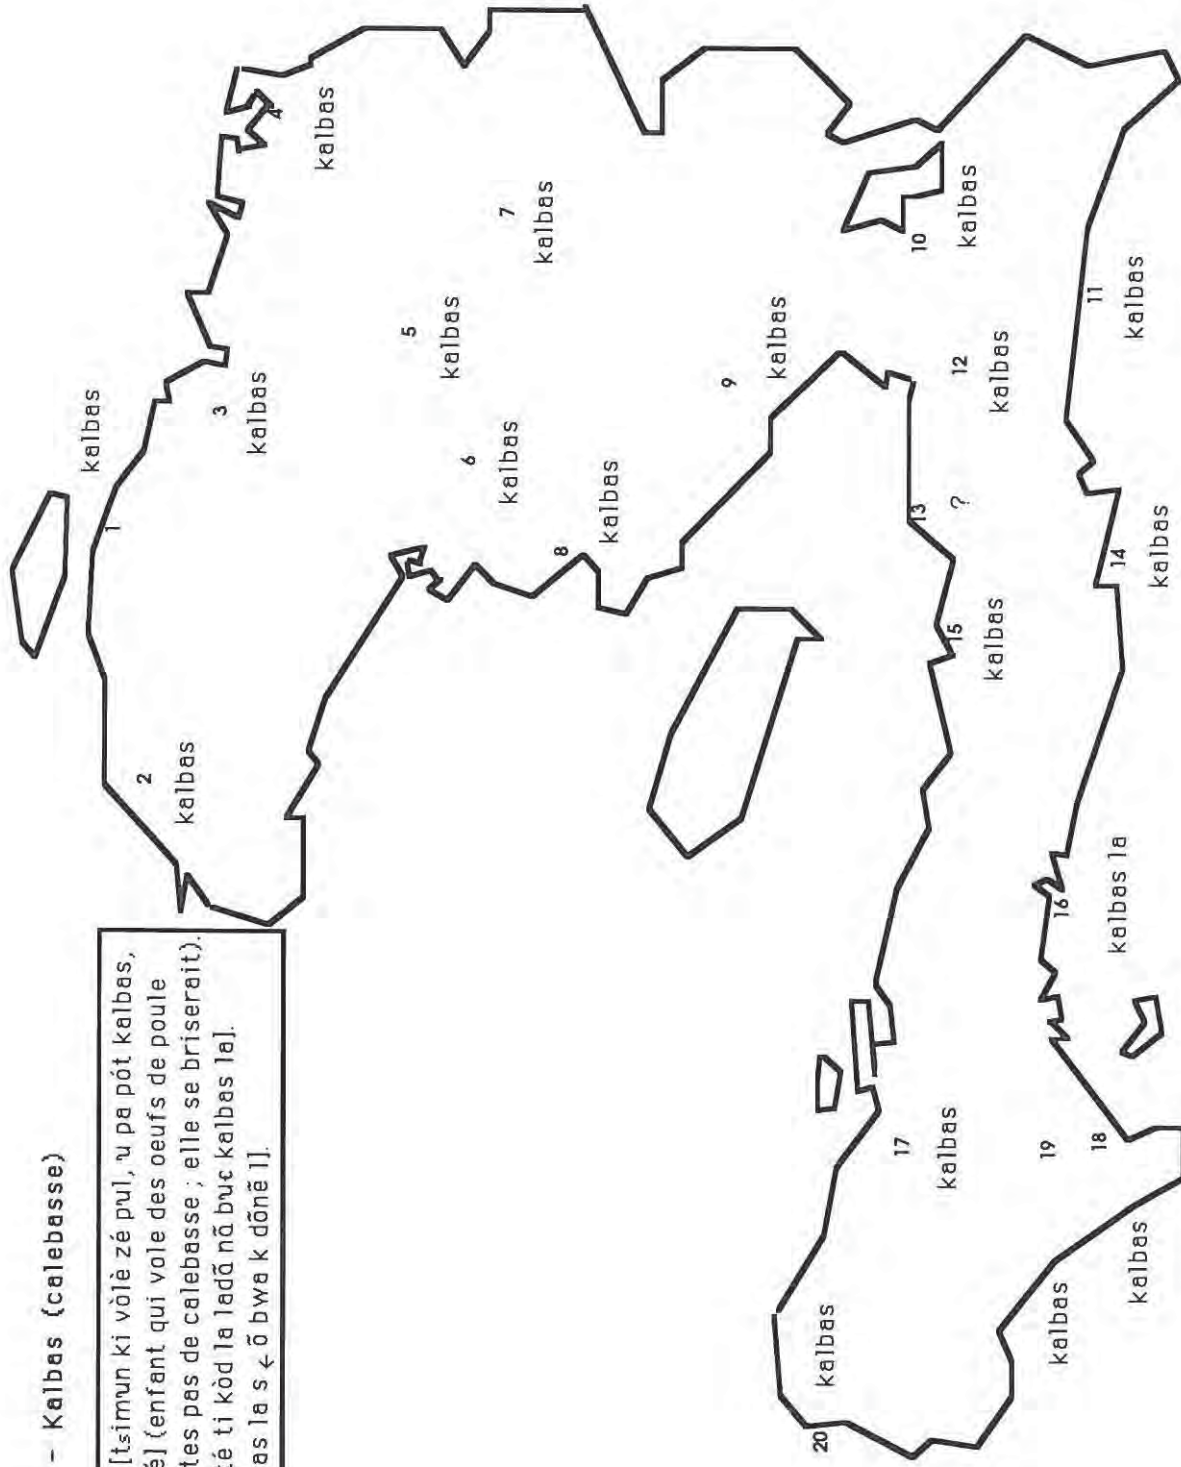 – Kalbas (calebasse)
[tsimun ki vòlè zé pul, u pa pót kalbas,
é] (enfant qui vole des oeufs de poule
tes pas de calebasse ; elle se briserait).
té ti kòd la ladã nã buɛ kalbas la].
as la s õ bwa k dõnẽ l].
1
kalbas
2
kalbas
3
kalbas
4
kalbas
5
kalbas
6
kalbas
7
kalbas
8
kalbas
9
kalbas
10
kalbas
11
kalbas
12
kalbas
13
?
14
kalbas
15
kalbas
16
kalbas la
17
kalbas
18
kalbas
19
kalbas
20
kalbas